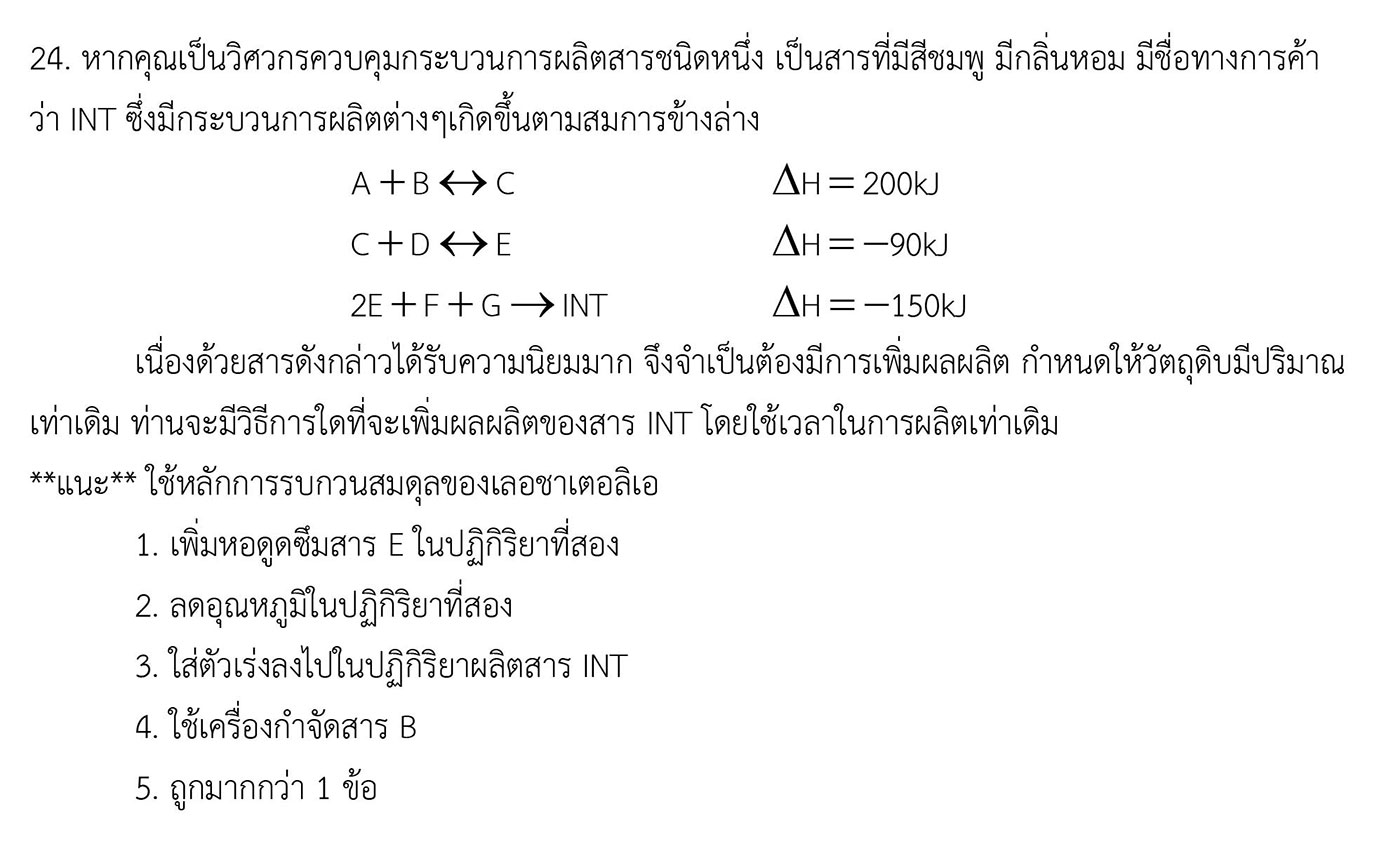 24. หากคุณเป็นวิศวกรควบคุมกระบวนการผลิตสารชนิดหนึ่ง เป็นสารที่มีสีชมพู มีกลิ่นหอม มีชื่อทางการค้า
ว่า INT ซึ่งมีกระบวนการผลิตต่างๆเกิดขึ้นตามสมการข้างล่าง
A + B ↔ C ΔH = 200kJ
C + D ↔ E ΔH = −90kJ
2E + F + G → INT ΔH = −150kJ
เนื่องด้วยสารดังกล่าวได้รับความนิยมมาก จึงจำเป็นต้องมีการเพิ่มผลผลิต กำหนดให้วัตถุดิบมีปริมาณ
เท่าเดิม ท่านจะมีวิธีการใดที่จะเพิ่มผลผลิตของสาร INT โดยใช้เวลาในการผลิตเท่าเดิม
**แนะ** ใช้หลักการรบกวนสมดุลของเลอชาเตอลิเอ
1. เพิ่มหอดูดซึมสาร E ในปฏิกิริยาที่สอง
2. ลดอุณหภูมิในปฏิกิริยาที่สอง
3. ใส่ตัวเร่งลงไปในปฏิกิริยาผลิตสาร INT
4. ใช้เครื่องกำจัดสาร B
5. ถูกมากกว่า 1 ข้อ